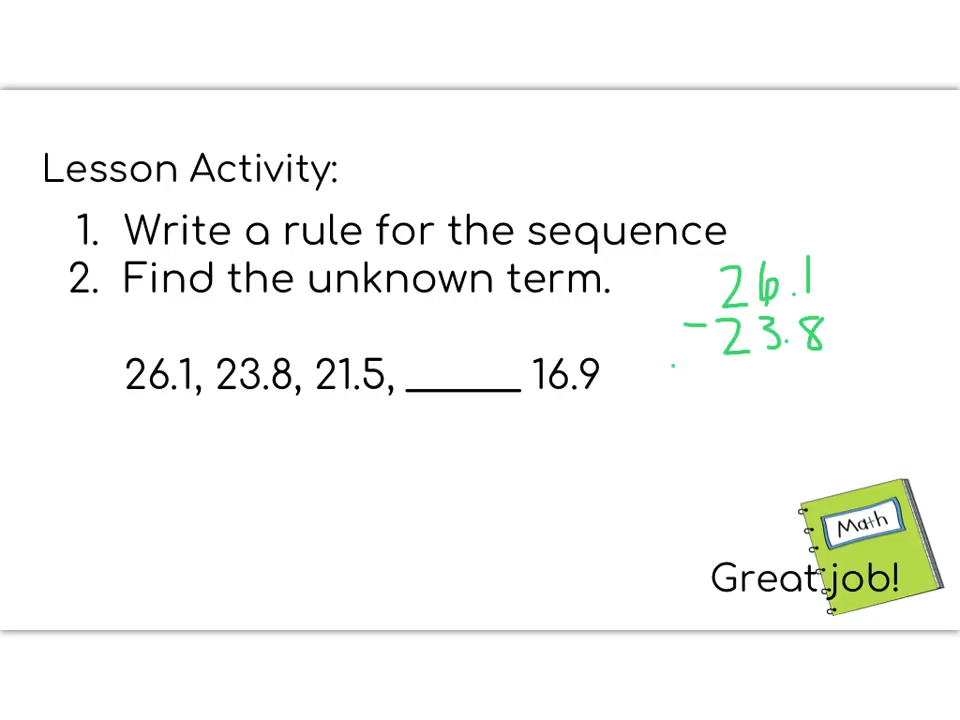 Lesson Activity:
1. Write a rule for the sequence
2. Find the unknown term.
26.1
-23.8
26.1, 23.8, 21.5, _____ 16.9
Math
Great job!